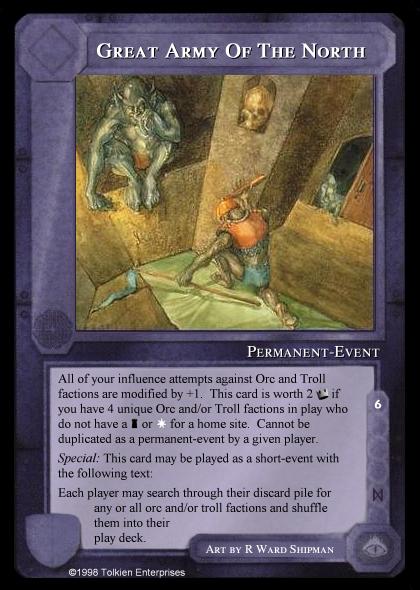 GREAT ARMY OF THE NORTH
PERMANENT-EVENT
All of your influence attempts against Orc and Troll
factions are modified by +1. This card is worth 2 if
you have 4 unique Orc and/or Troll factions in play who
do not have a or for a home site. Cannot be
duplicated as a permanent-event by a given player.
Special: This card may be played as a short-event with
the following text:
Each player may search through their discard pile for
any or all orc and/or troll factions and shuffle
them into their
play deck.
6
ART BY R WARD SHIPMAN
©1998 Tolkien Enterprises